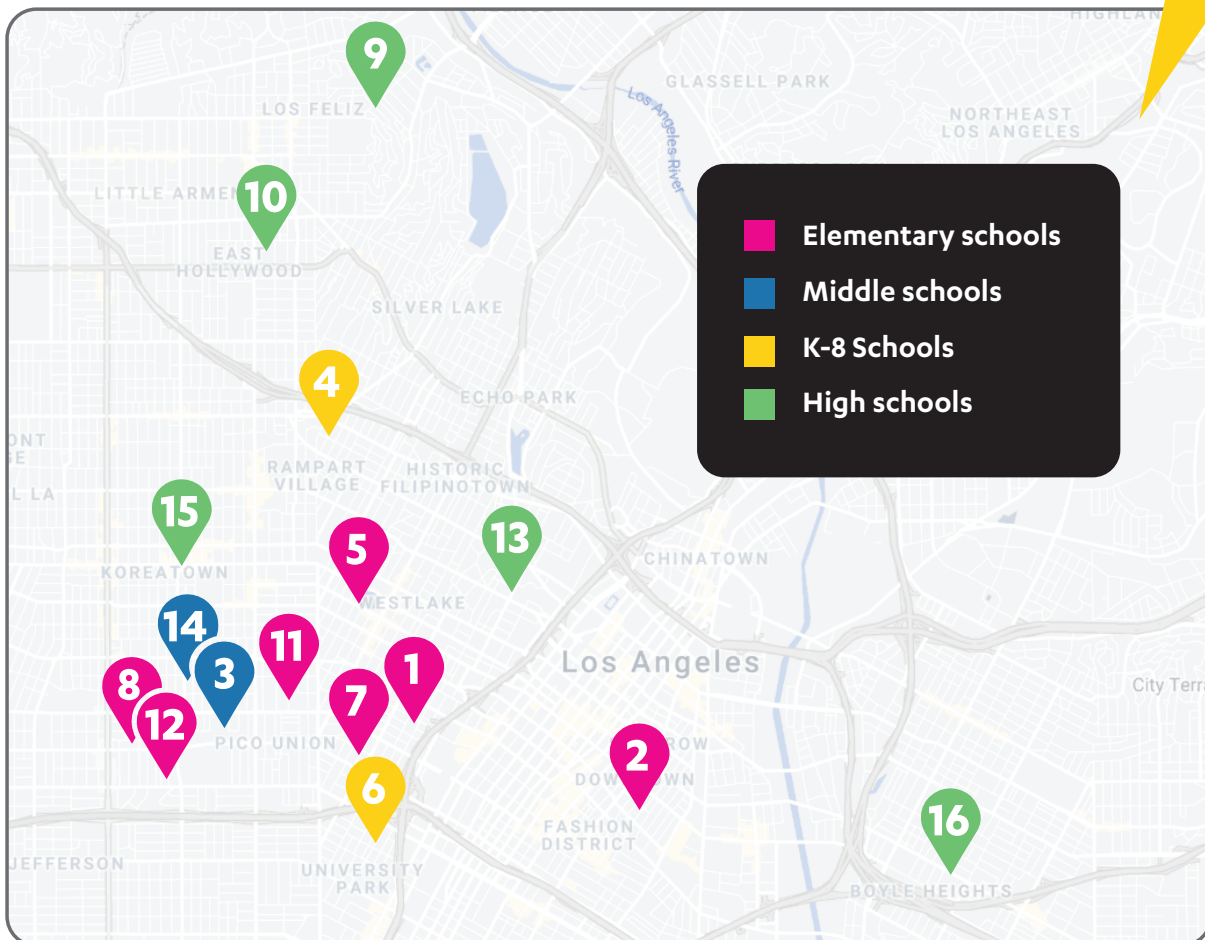 HIGHLAN
9
GLASSELL PARK
LOS FELIZ
Los Angeles River
NORTHEAST
LOS ANGELES
LITTLE ARMEN
10
EAST
HOLLYWOOD
Elementary schools
Middle schools
K-8 Schools
High schools
SILVER LAKE
4
ECHO PARK
ONT
GE
RAMPART
VILLAGE
HISTORIC
FILIPINOTOWN
L LA
15
13
5
CHINATOWN
KOREATOWN
WESTLAKE
14
11
3
1
Los Angeles
8
7
City Terra
12
PICO UNION
2
ROW
DOW
OWN
6
FASHION
DISTRICT
16
JEFFERSON
UNIVERSITY
PARK
BOYLE HEIGHTS